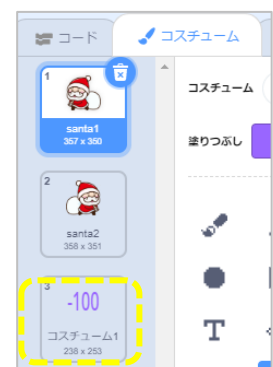 コード
コスチューム
1
santa1
357 x 350
コスチューム
塗りつぶし
2
santa2
358 x 351
3
-100
コスチューム1
238 x 253
T